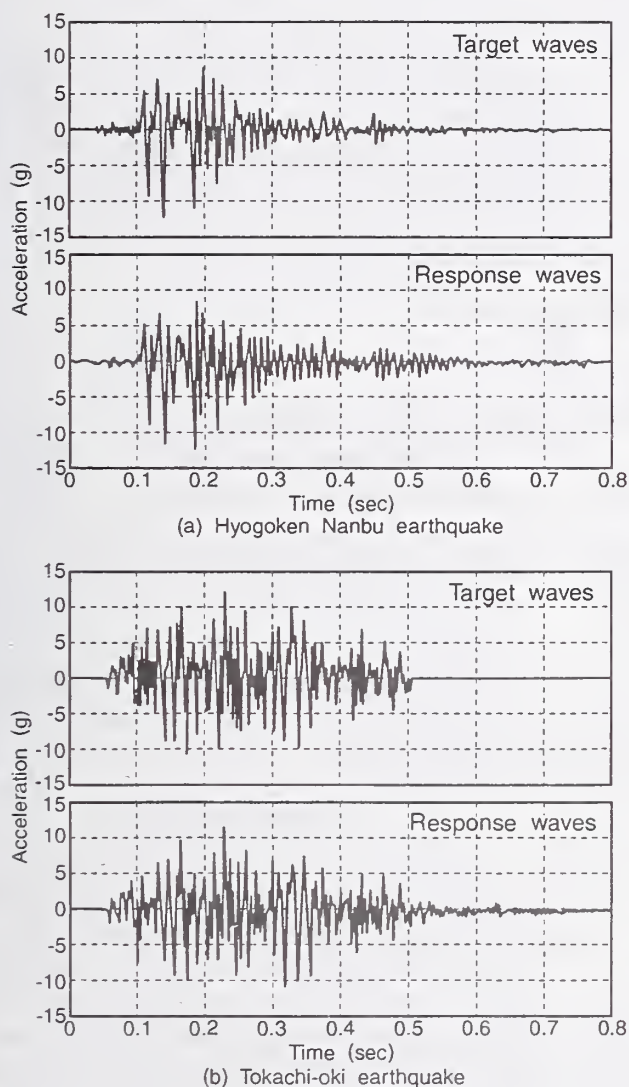 Target waves
15
10
5
0
-5
-10
15
Response waves
10
5
0
-5
-10
-15
Acceleration (g)
0 0.1 0.2 0.3 0.4 0.5 0.6 0.7 0.8
Time (sec)
(a) Hyogoken Nanbu earthquake
Target waves
15
10
5
0
-5
-10
15
Response waves
10
5
0
-5
-10
-15
Acceleration (g)
0 0.1 0.2 0.3 0.4 0.5 0.6 0.7 0.8
Time (sec)
(b) Tokachi-oki earthquake